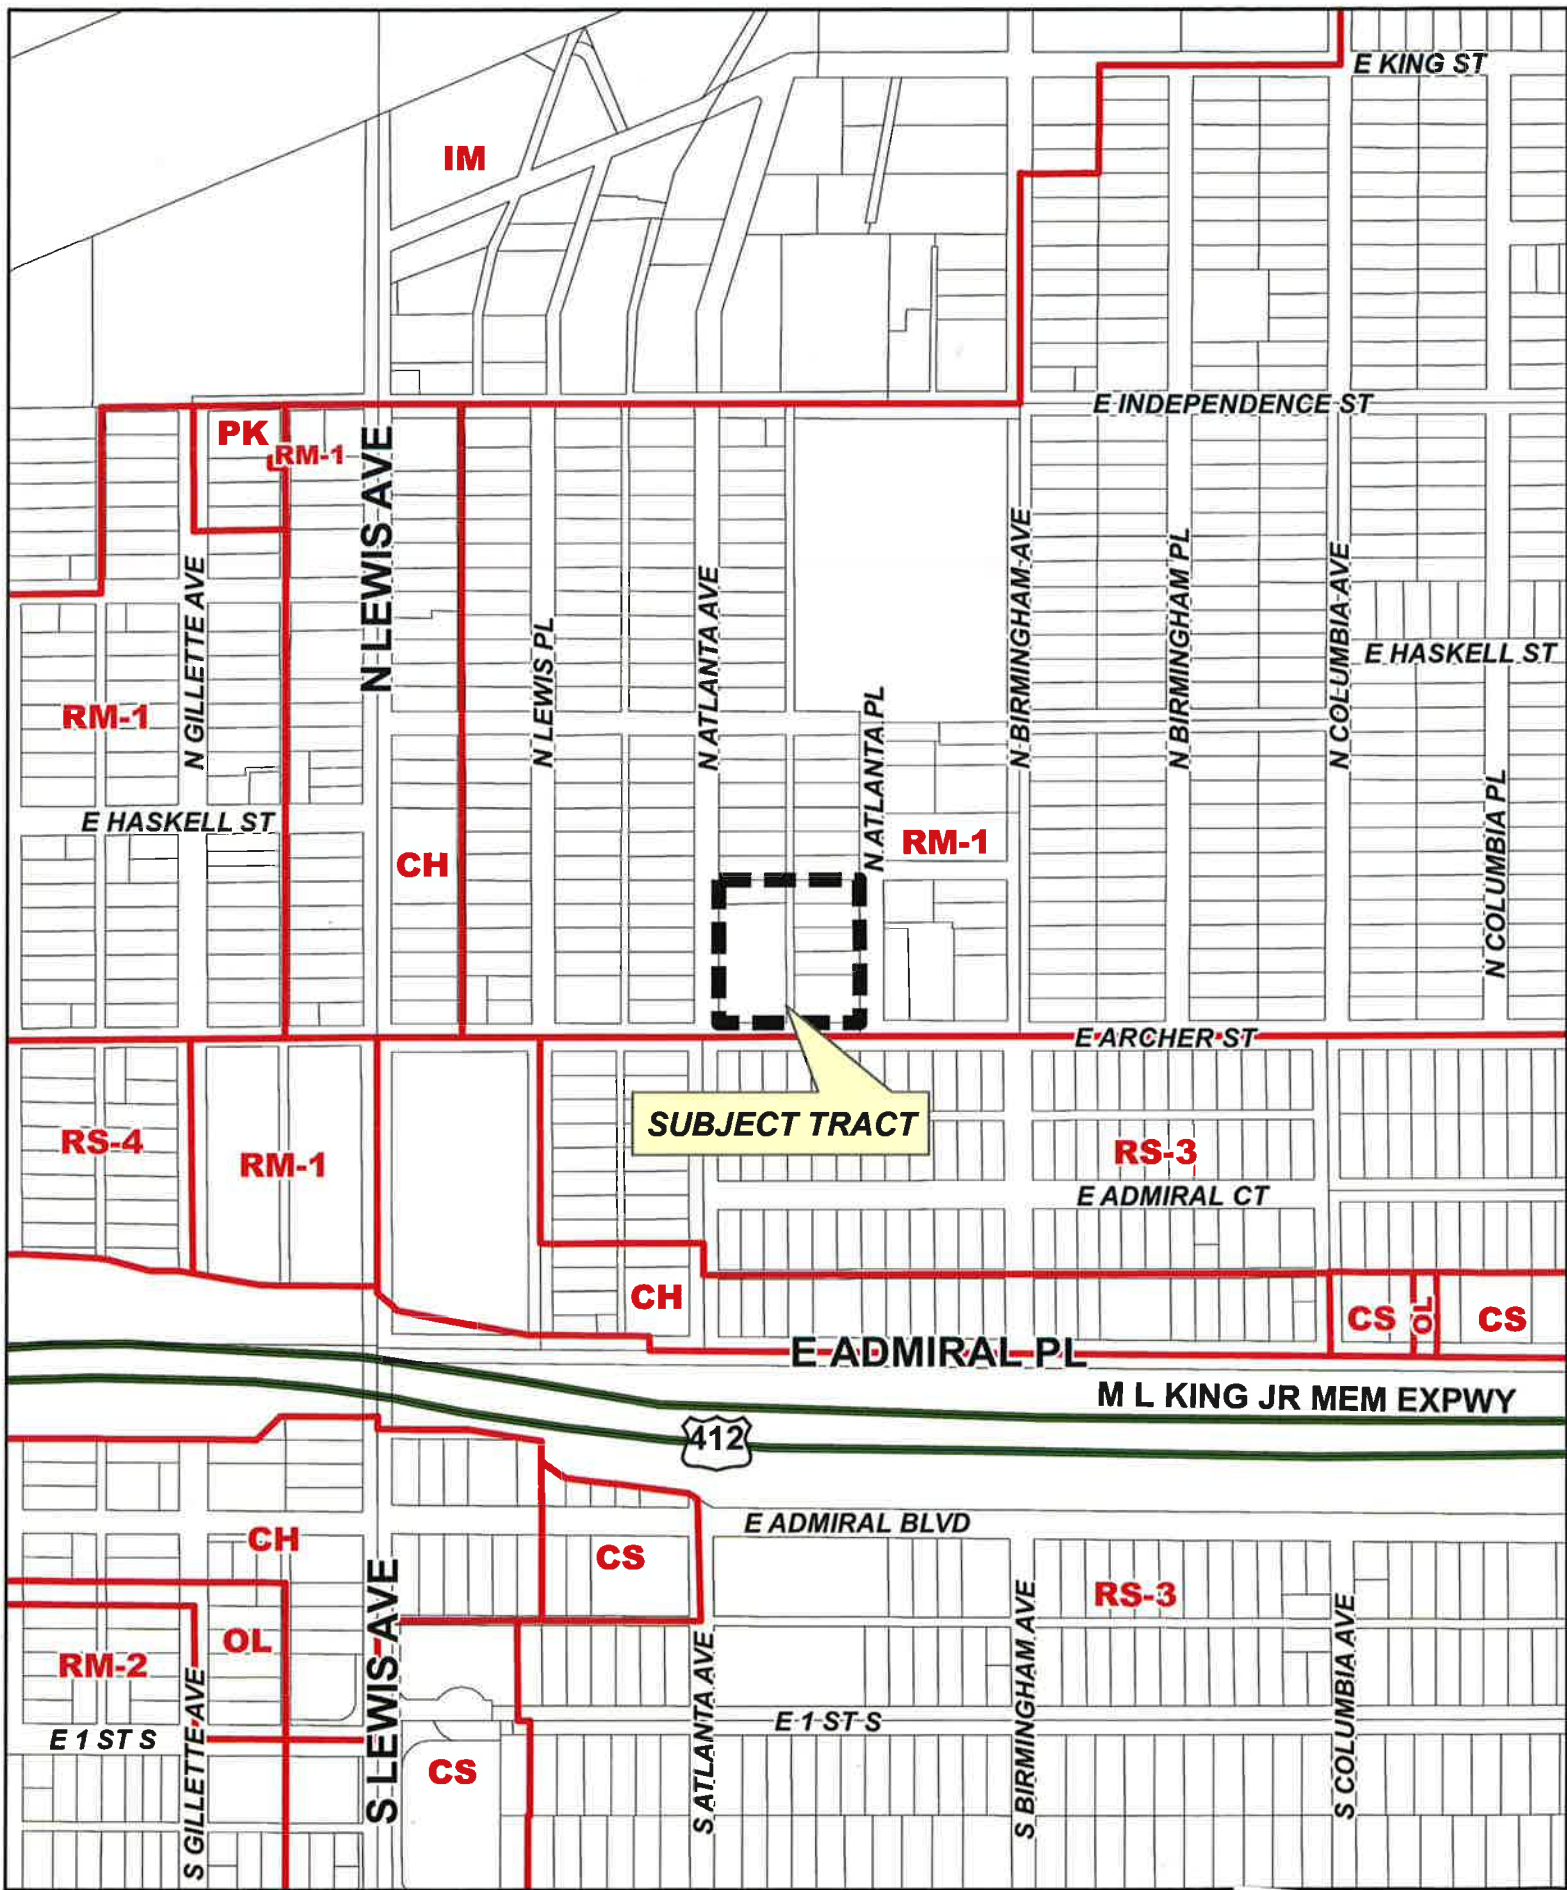 E KING ST
IM
E INDEPENDENCE ST
PK
RM-1
N LEWIS AVE
N GILLETTE AVE
N LEWIS PL
N ATLANTA AVE
N ATLANTA PL
N BIRMINGHAM AVE
N BIRMINGHAM PL
N COLUMBIA AVE
E HASKELL ST
RM-1
E HASKELL ST
CH
RM-1
N COLUMBIA PL
E ARCHER ST
SUBJECT TRACT
RS-4
RM-1
RS-3
E ADMIRAL CT
CH
CS
OL
CS
E ADMIRAL PL
M L KING JR MEM EXPWY
412
E ADMIRAL BLVD
CH
CS
RS-3
S LEWIS AVE
OL
RM-2
S GILLETTE AVE
S ATLANTA AVE
S BIRMINGHAM AVE
S COLUMBIA AVE
E 1 ST S
E 1 ST S
CS